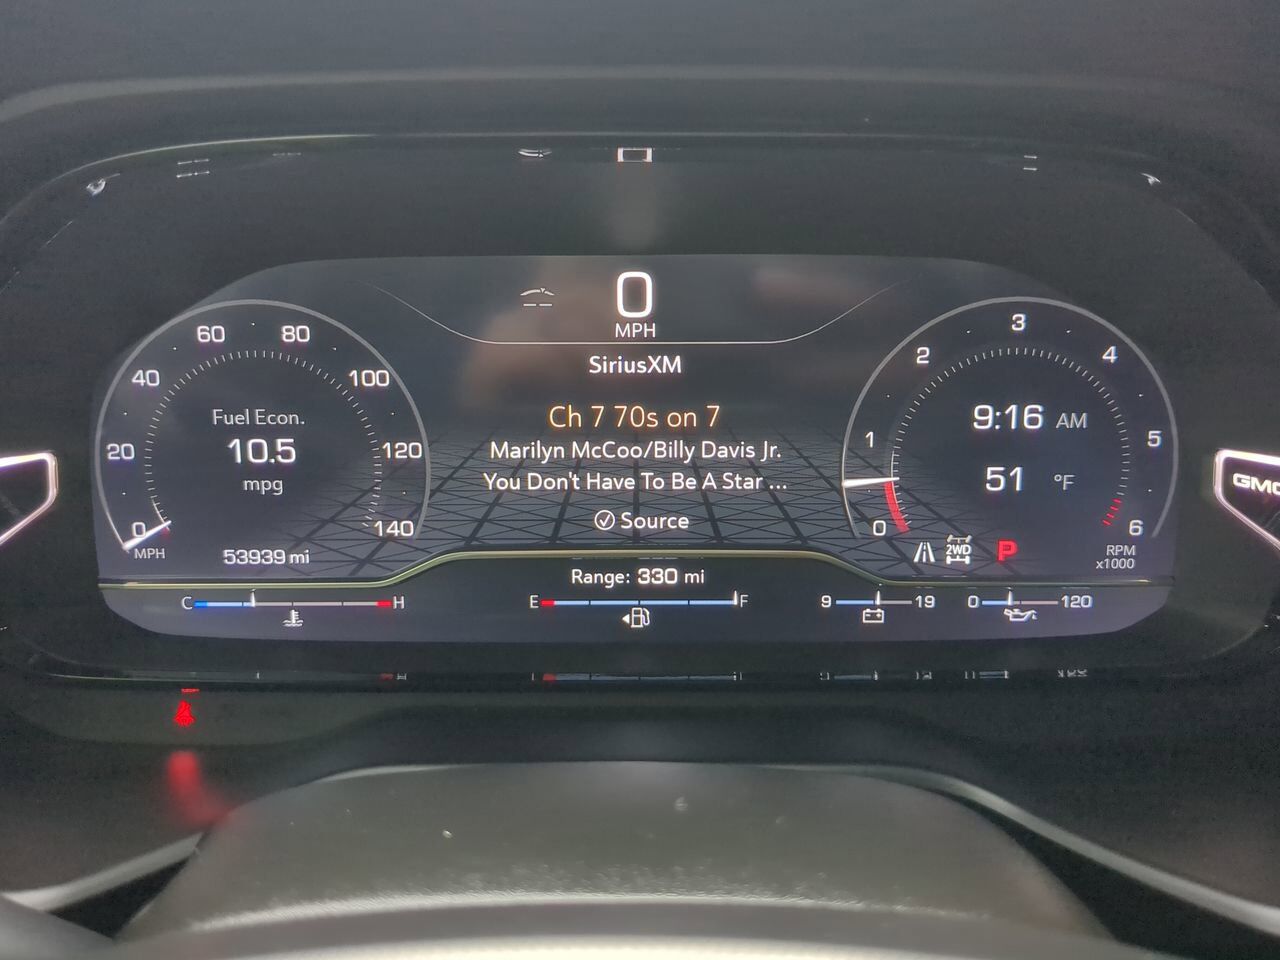 0
MPH
SiriusXM
Ch 7 70s on 7
Marilyn McCoo/Billy Davis Jr.
You Don't Have To Be A Star ...
Source
0 20 40 60 80 100 120 140
MPH
Fuel Econ.
10.5
mpg
53939 mi
0 1 2 3 4 5 6
9:16 AM
51 °F
2WD
P
RPM
x1000
Range: 330 mi
C H
E F
9 19
0 120
GMC